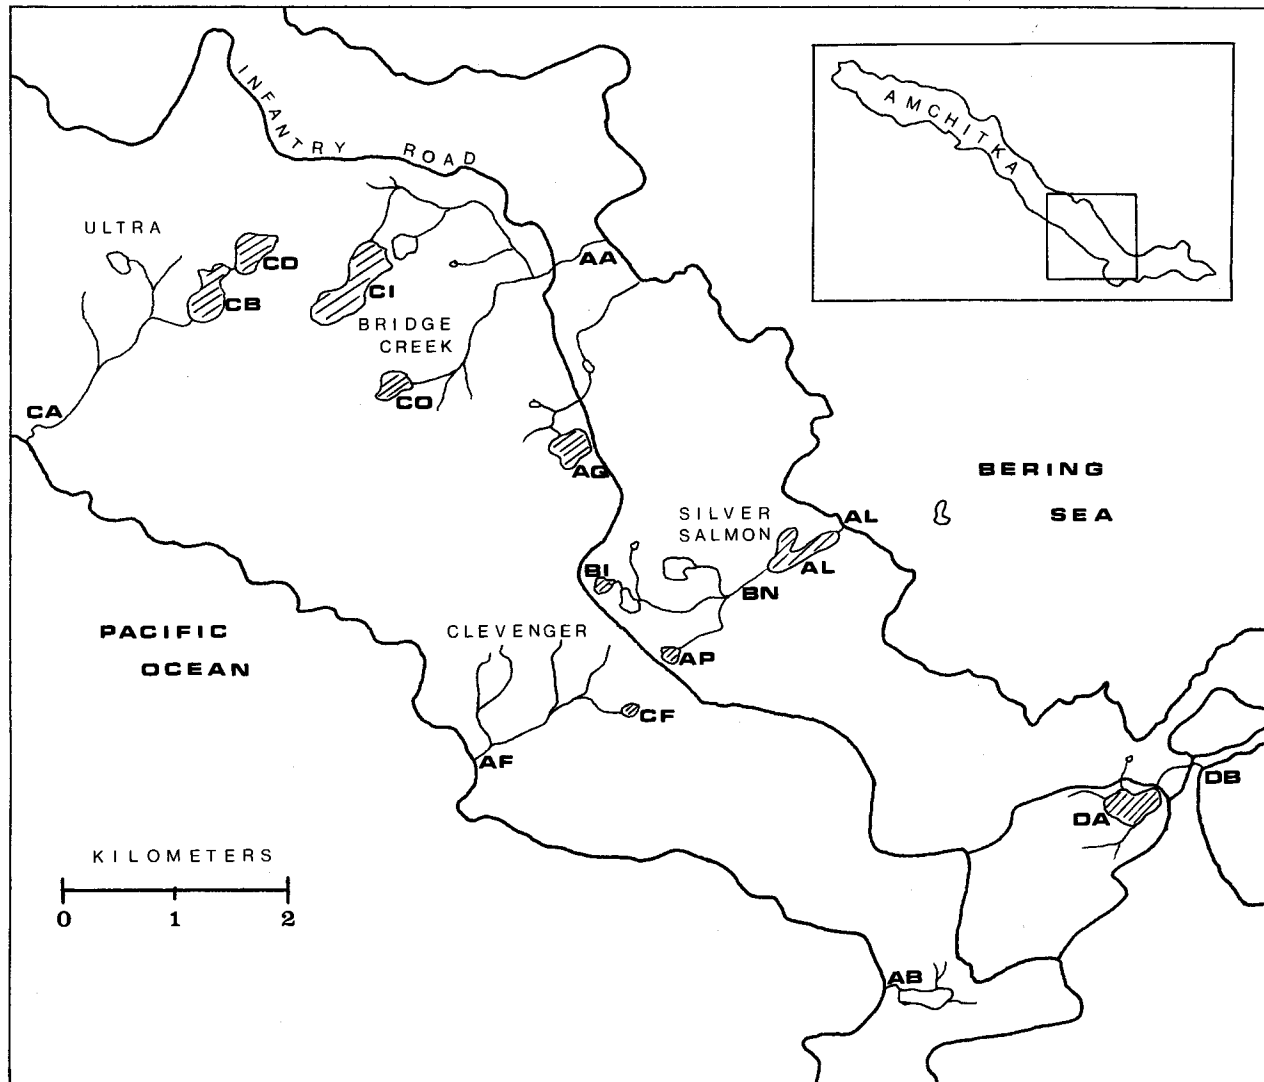 AMCHITKA
INFANTRY ROAD
ULTRA
CD
CB
CI
AA
BRIDGE
CREEK
CO
CA
AQ
BERING
SEA
SILVER
SALMON
AL
AL
BI
BN
PACIFIC
OCEAN
CLEVENGER
AP
CF
AF
DB
DA
KILOMETERS
0 1 2
AB